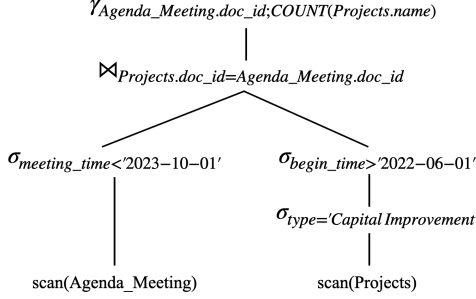 γAgenda_Meeting.doc_id;COUNT(Projects.name)
⋈Projects.doc_id=Agenda_Meeting.doc_id
σmeeting_time<'2023−10−01'
σbegin_time>'2022−06−01'
σtype='Capital Improvement
scan(Agenda_Meeting)
scan(Projects)